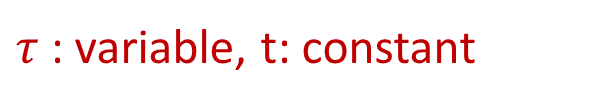 τ : variable, t: constant